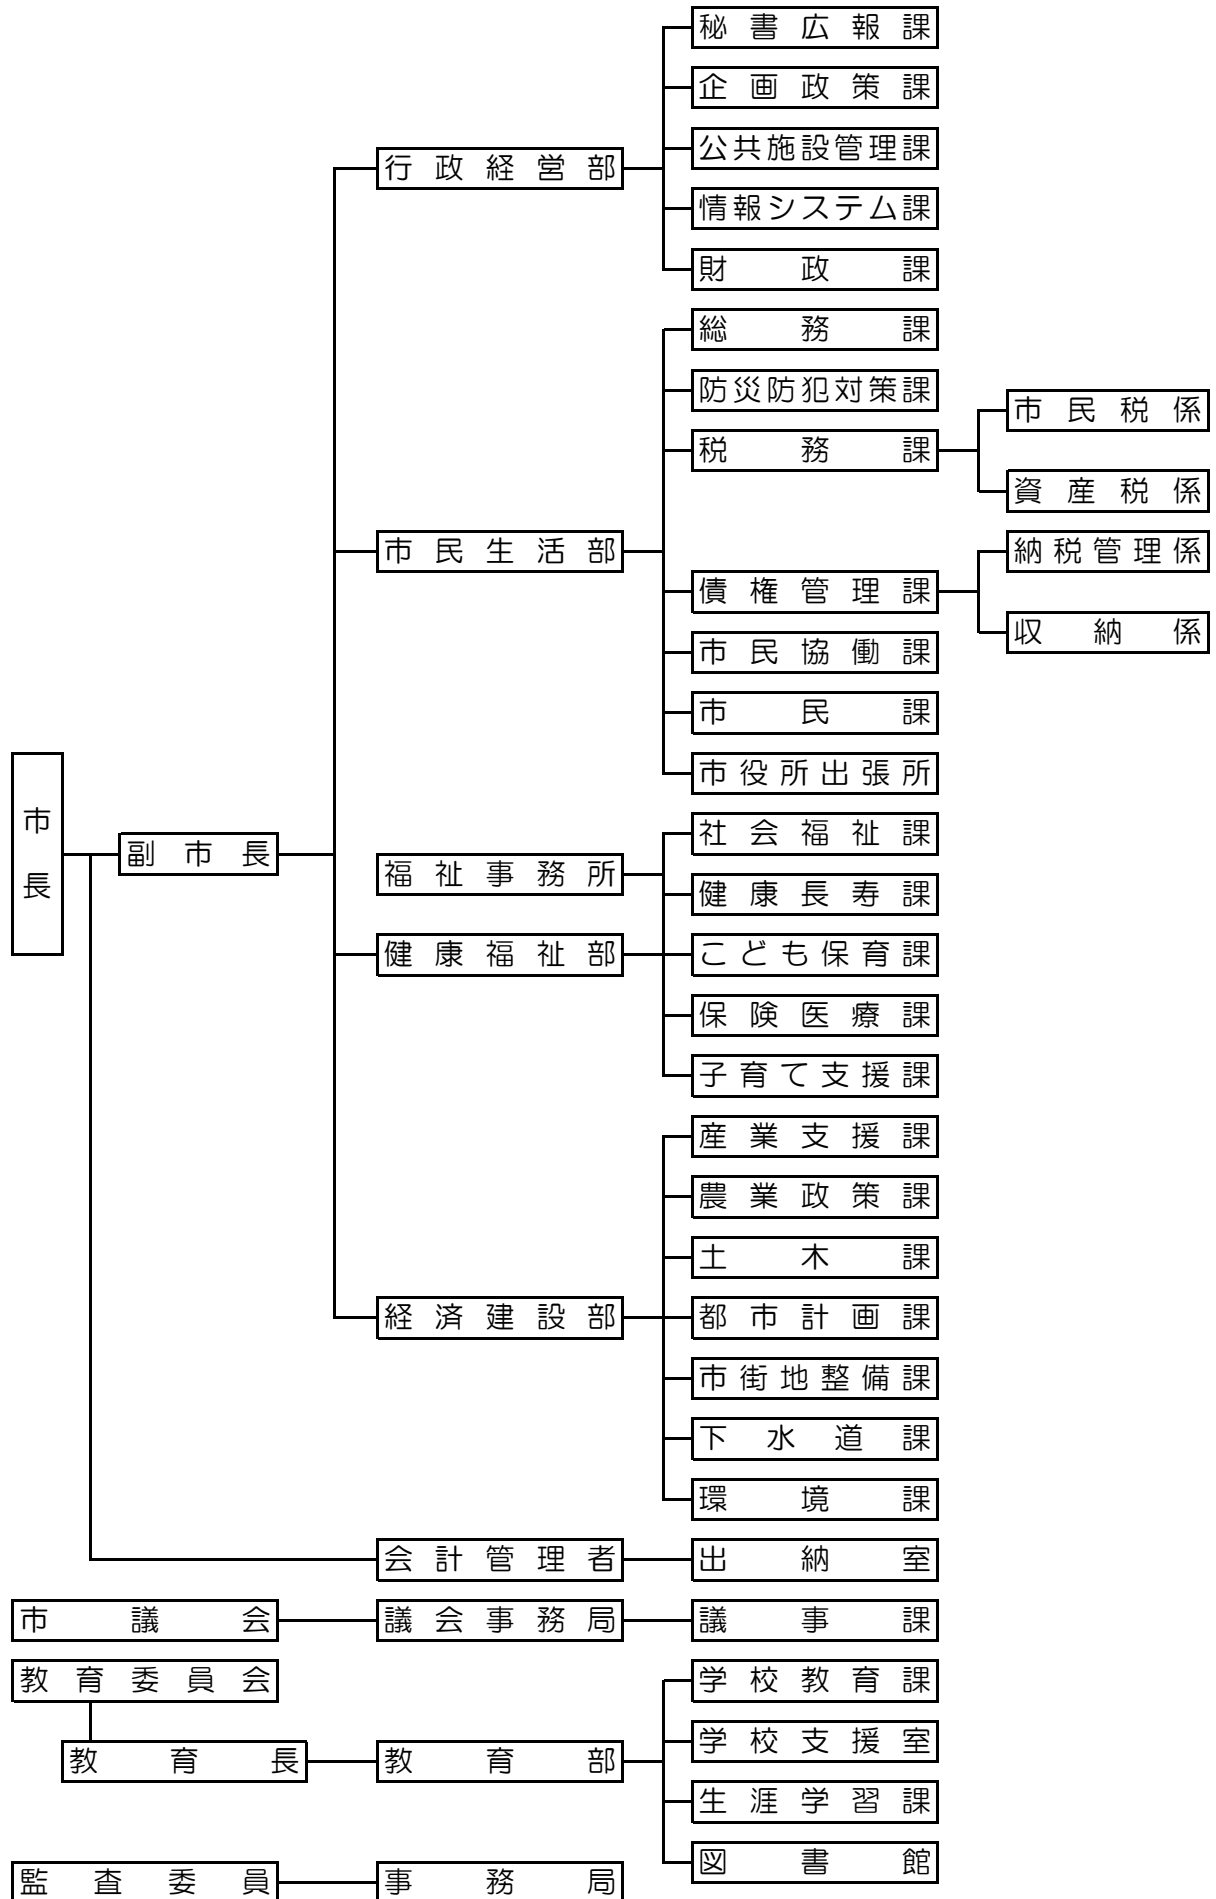 秘書広報課
企画政策課
公共施設管理課
行政経営部
情報システム課
財政課
総務課
防災防犯対策課
市民税係
税務課
資産税係
市民生活部
納税管理係
債権管理課
収納係
市民協働課
市民課
市役所出張所
市長
副市長
社会福祉課
福祉事務所
健康長寿課
健康福祉部
こども保育課
保険医療課
子育て支援課
産業支援課
農業政策課
土木課
経済建設部
都市計画課
市街地整備課
下水道課
環境課
会計管理者
出納室
市議会
議会事務局
議事課
教育委員会
学校教育課
教育長
教育部
学校支援室
生涯学習課
図書館
監査委員
事務局